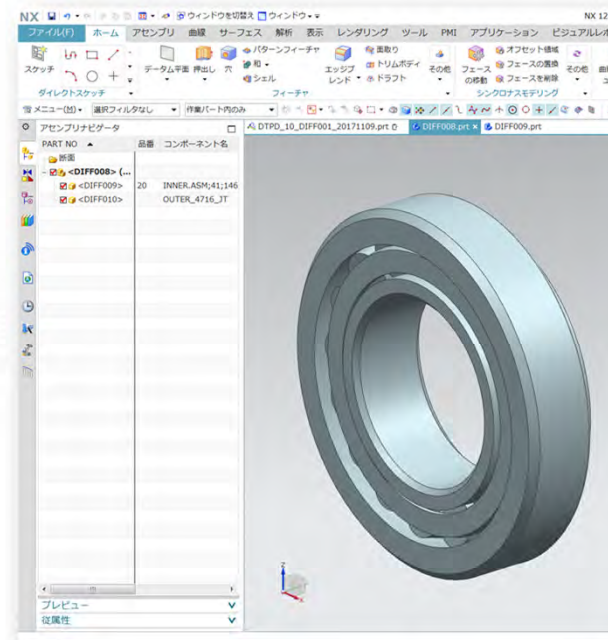 NX ウィンドウを切替え ウィンドウ NX 12
ファイル(F) ホーム アセンブリ 曲線 サーフェス 解析 表示 レンダリング ツール PMI アプリケーション ビジュアルレポ
スケッチ データム平面 押出し 穴 パターンフィーチャ 和 シェル エッジブレンド 面取り トリムボディ ドラフト その他 フェースの移動 オフセット領域 フェースの置換 フェースを削除 その他 曲
ダイレクトスケッチ フィーチャ シンクロナスモデリング
メニュー(M) 選択フィルタなし 作業パート内のみ
アセンブリナビゲータ DTPD_10_DIFF001_20171109.prt DIFF008.prt DIFF009.prt
PART NO 品番 コンポーネント名
断面
<DIFF008> (...
<DIFF009> 20 INNER.ASM;41;146
<DIFF010> OUTER_4716_JT
Z
プレビュー
従属性